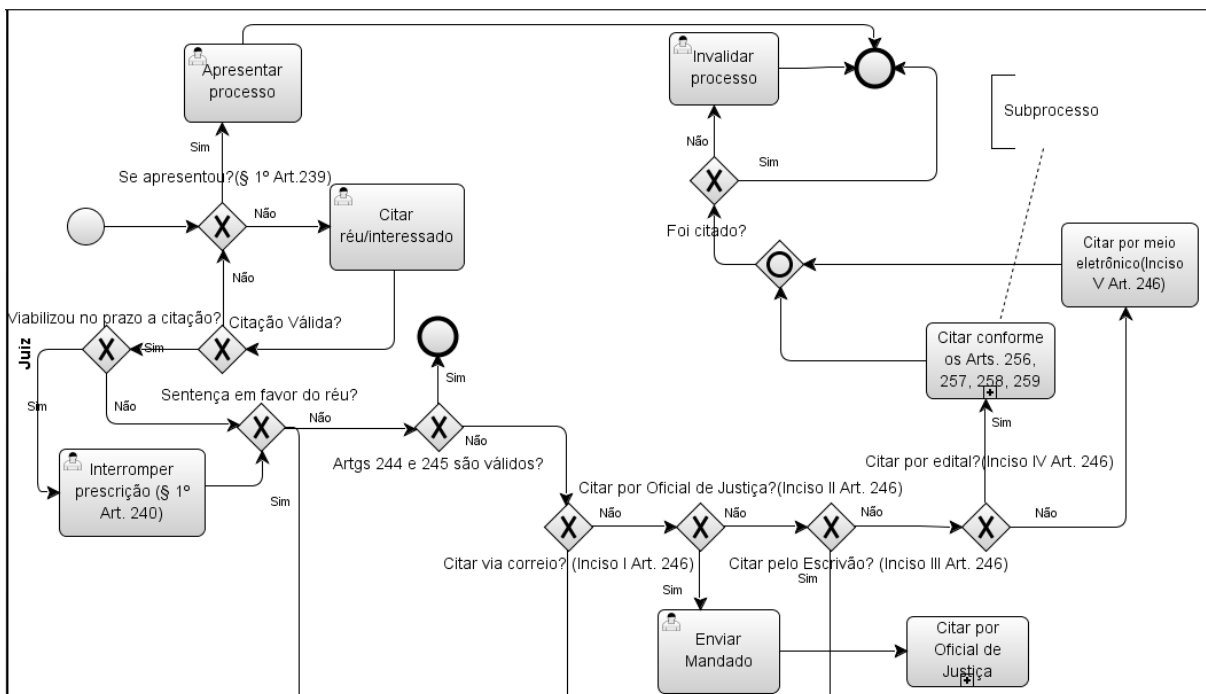 Apresentar
processo
Invalidar
processo
Subprocesso
Sim
Não
Sim
Se apresentou?(§ 1º Art.239)
Não
Citar
réu/interessado
Foi citado?
Citar por meio
eletrônico(Inciso
V Art. 246)
Não
Viabilizou no prazo a citação?
Citação Válida?
Juiz
Sim
Citar conforme
os Arts. 256,
257, 258, 259
Sim
Sim
Sentença em favor do réu?
Não
Não
Não
Sim
Artgs 244 e 245 são válidos?
Citar por edital?(Inciso IV Art. 246)
Interromper
prescrição (§ 1º
Art. 240)
Sim
Citar por Oficial de Justiça?(Inciso II Art. 246)
Não
Não
Não
Não
Citar via correio? (Inciso I Art. 246)
Citar pelo Escrivão? (Inciso III Art. 246)
Sim
Sim
Enviar
Mandado
Citar por
Oficial de
Justiça